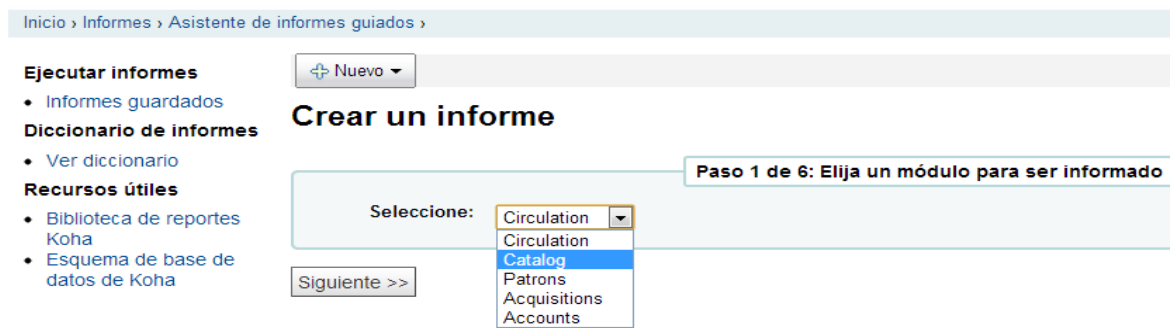 Inicio › Informes › Asistente de informes guiados ›
Ejecutar informes
• Informes guardados
Diccionario de informes
• Ver diccionario
Recursos útiles
• Biblioteca de reportes
Koha
• Esquema de base de
datos de Koha
Nuevo
Crear un informe
Paso 1 de 6: Elija un módulo para ser informado
Seleccione: Circulation
Circulation
Catalog
Patrons
Acquisitions
Accounts
Siguiente >>